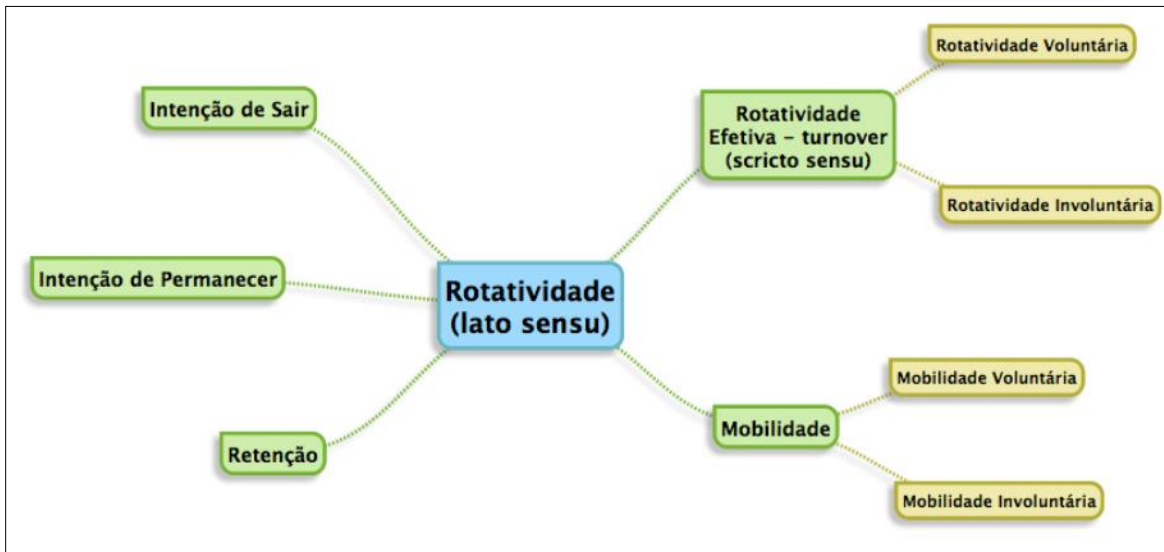 Intenção de Sair
Intenção de Permanecer
Retenção
Rotatividade
(lato sensu)
Rotatividade
Efetiva – turnover
(scricto sensu)
Rotatividade Voluntária
Rotatividade Involuntária
Mobilidade
Mobilidade Voluntária
Mobilidade Involuntária